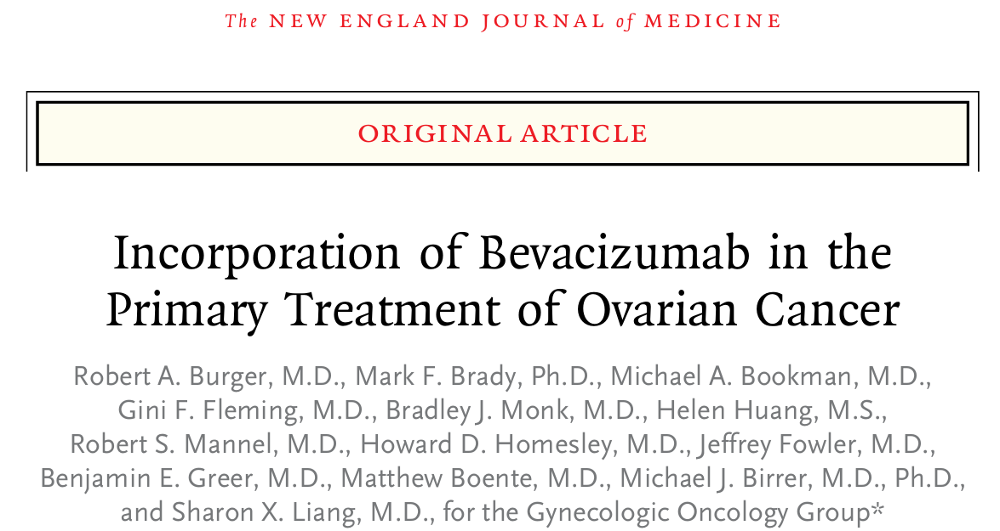 The NEW ENGLAND JOURNAL of MEDICINE
ORIGINAL ARTICLE
Incorporation of Bevacizumab in the
Primary Treatment of Ovarian Cancer
Robert A. Burger, M.D., Mark F. Brady, Ph.D., Michael A. Bookman, M.D.,
Gini F. Fleming, M.D., Bradley J. Monk, M.D., Helen Huang, M.S.,
Robert S. Mannel, M.D., Howard D. Homesley, M.D., Jeffrey Fowler, M.D.,
Benjamin E. Greer, M.D., Matthew Boente, M.D., Michael J. Birrer, M.D., Ph.D.,
and Sharon X. Liang, M.D., for the Gynecologic Oncology Group*